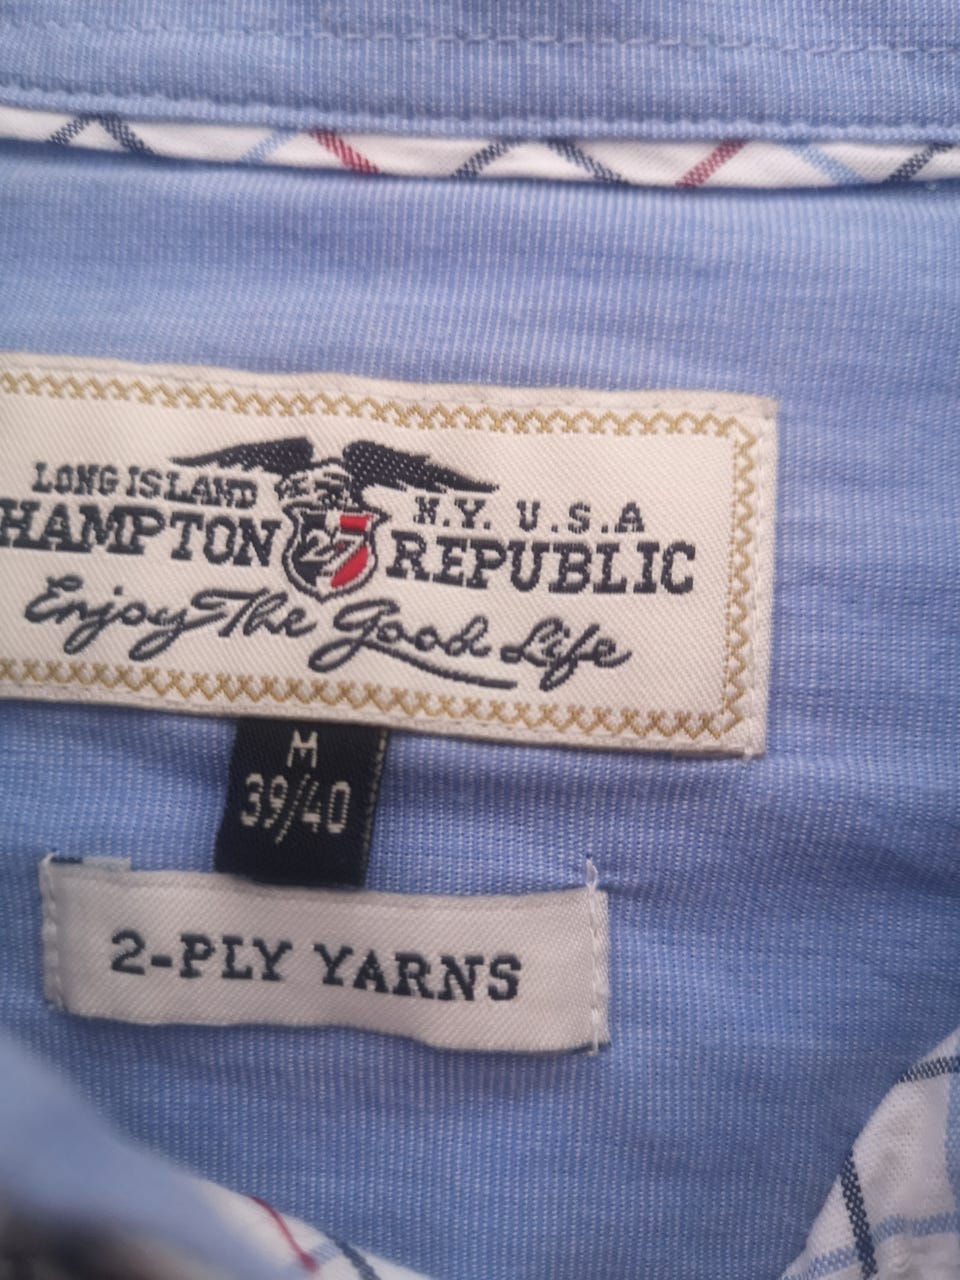 LONG ISLAND N.Y. U.S.A
HAMPTON 27 REPUBLIC
Enjoy The Good Life
M
39/40
2-PLY YARNS